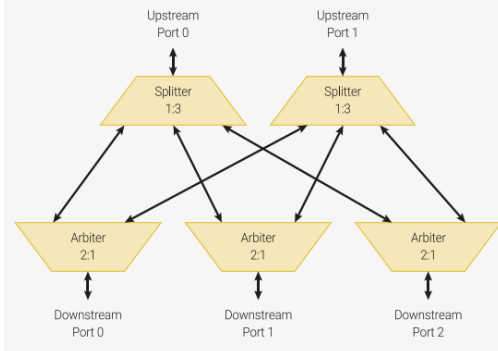 Upstream
Port 0
Upstream
Port 1
Splitter
1:3
Splitter
1:3
Arbiter
2:1
Arbiter
2:1
Arbiter
2:1
Downstream
Port 0
Downstream
Port 1
Downstream
Port 2